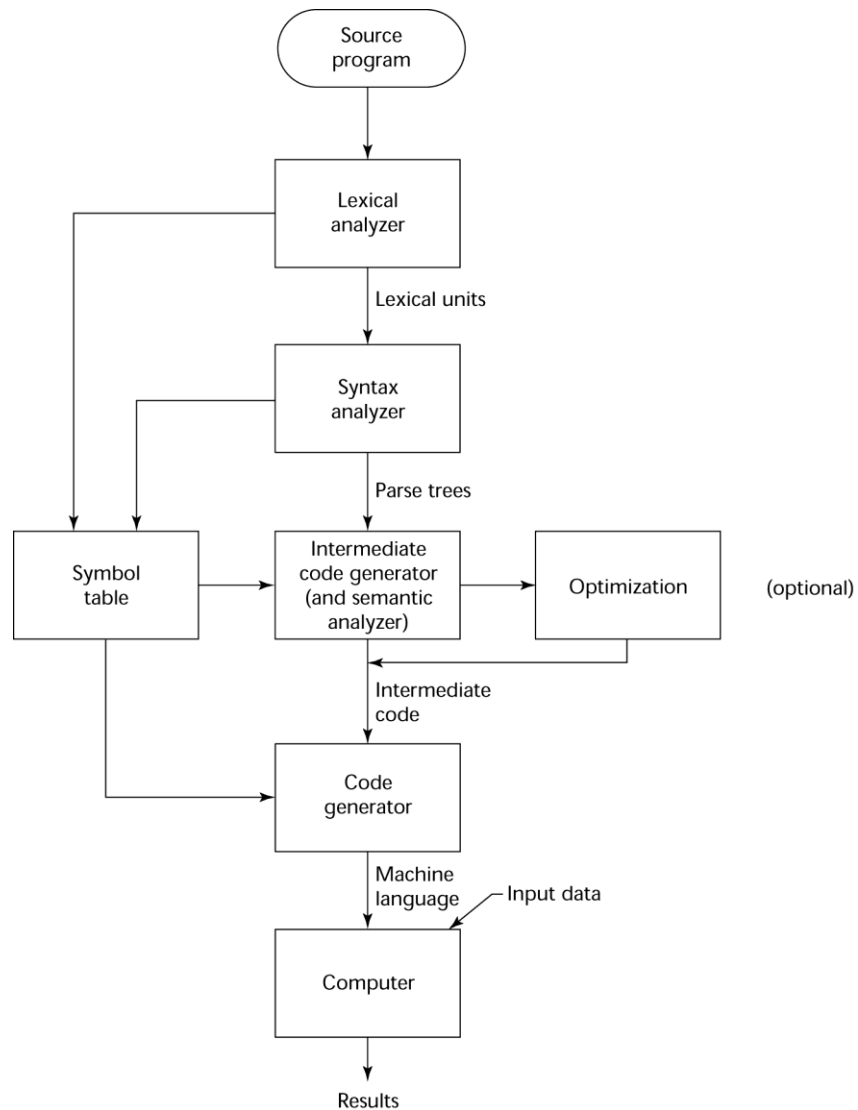 Source
program
Lexical
analyzer
Lexical units
Syntax
analyzer
Parse trees
Symbol
table
Intermediate
code generator
(and semantic
analyzer)
Optimization
(optional)
Intermediate
code
Code
generator
Machine
language
Input data
Computer
Results